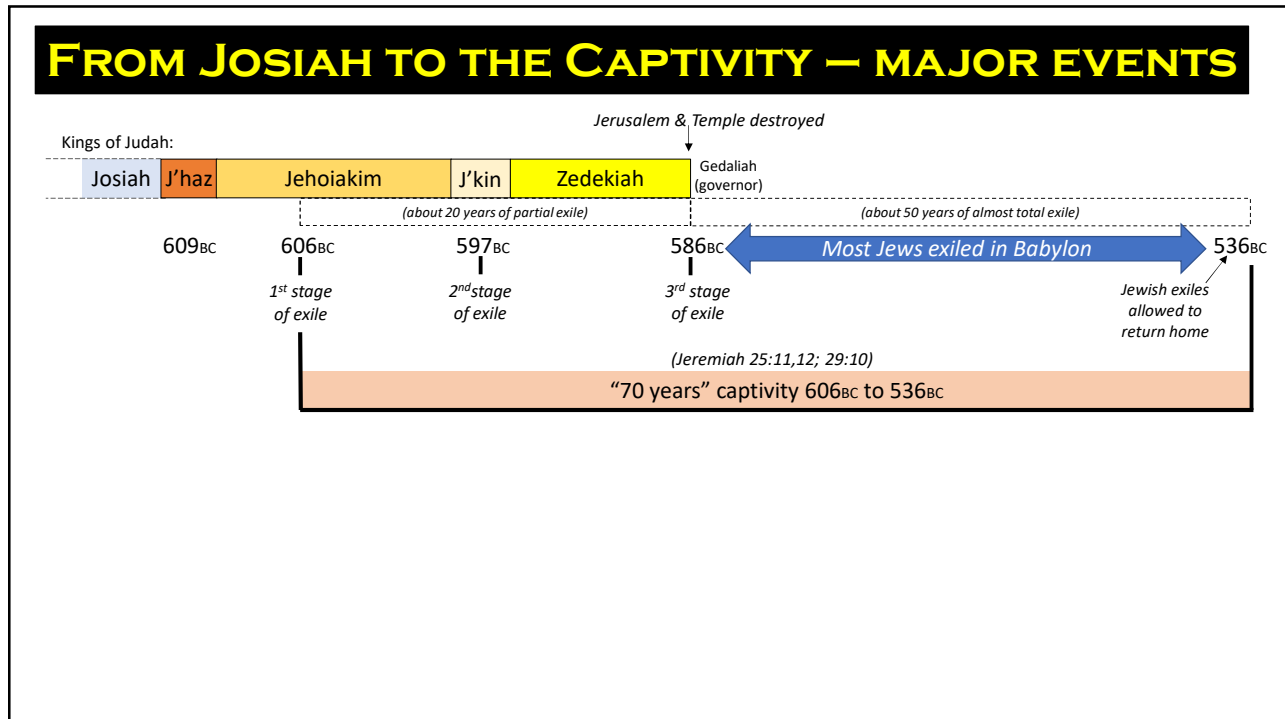 FROM JOSIAH TO THE CAPTIVITY – MAJOR EVENTS
Jerusalem & Temple destroyed
Kings of Judah:
Josiah J’haz Jehoiakim J’kin Zedekiah
Gedaliah
(governor)
(about 20 years of partial exile) (about 50 years of almost total exile)
609BC 606BC 597BC 586BC Most Jews exiled in Babylon 536BC
1st stage
of exile
2nd stage
of exile
3rd stage
of exile
Jewish exiles
allowed to
return home
(Jeremiah 25:11,12; 29:10)
“70 years” captivity 606BC to 536BC